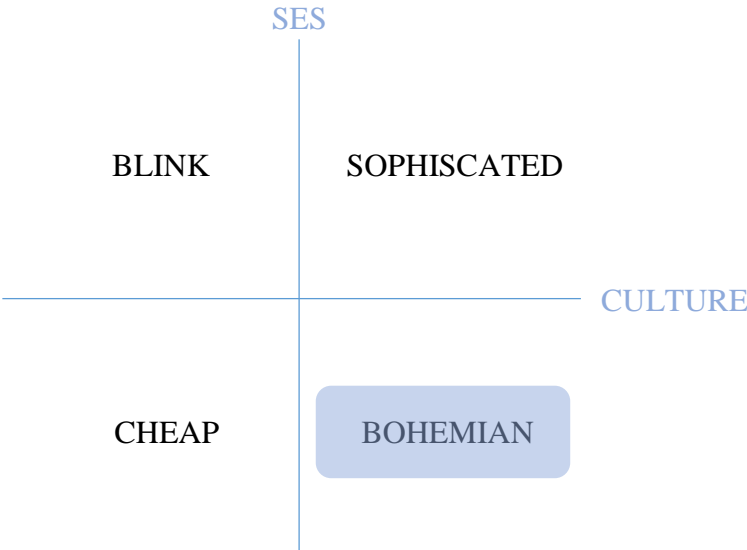 SES
BLINK
SOPHISCATED
CULTURE
CHEAP
BOHEMIAN